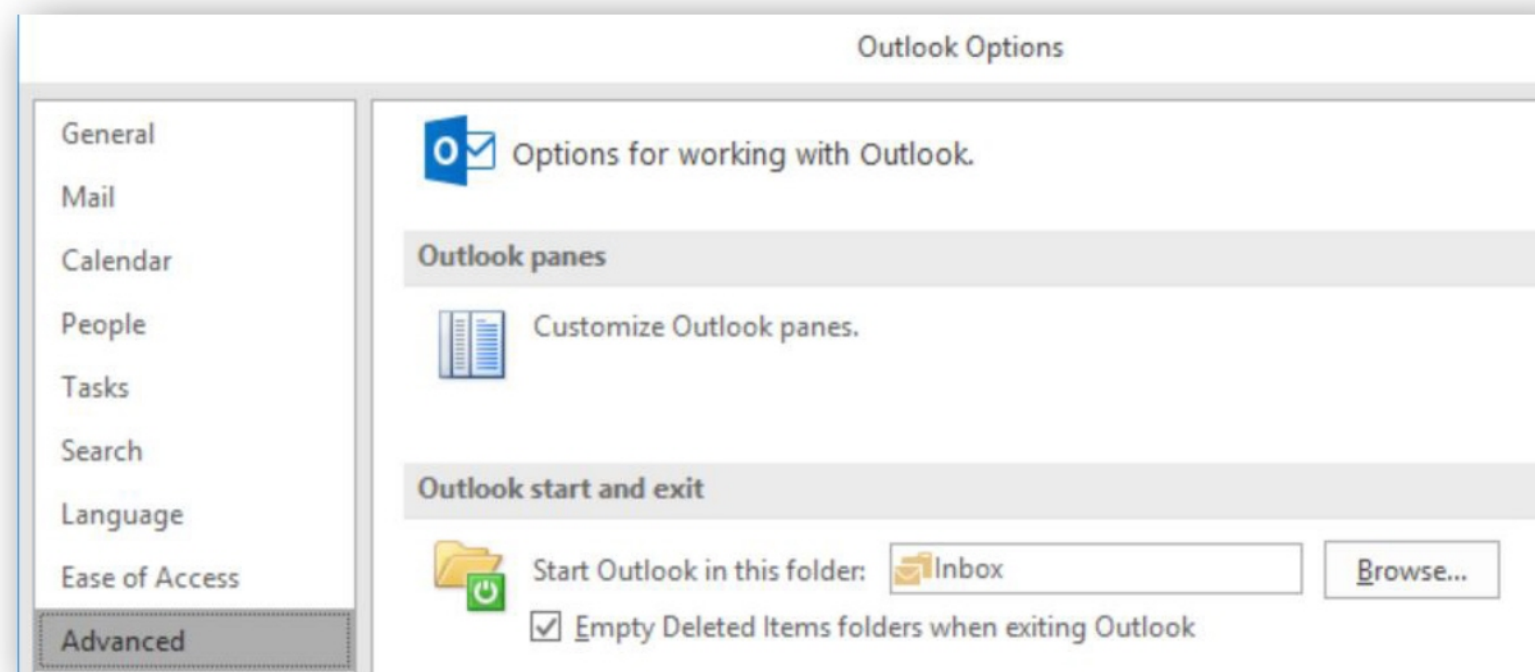 Outlook Options
General
Mail
Calendar
People
Tasks
Search
Language
Ease of Access
Advanced
Options for working with Outlook.
Outlook panes
Customize Outlook panes.
Outlook start and exit
Start Outlook in this folder: Inbox Browse...
Empty Deleted Items folders when exiting Outlook